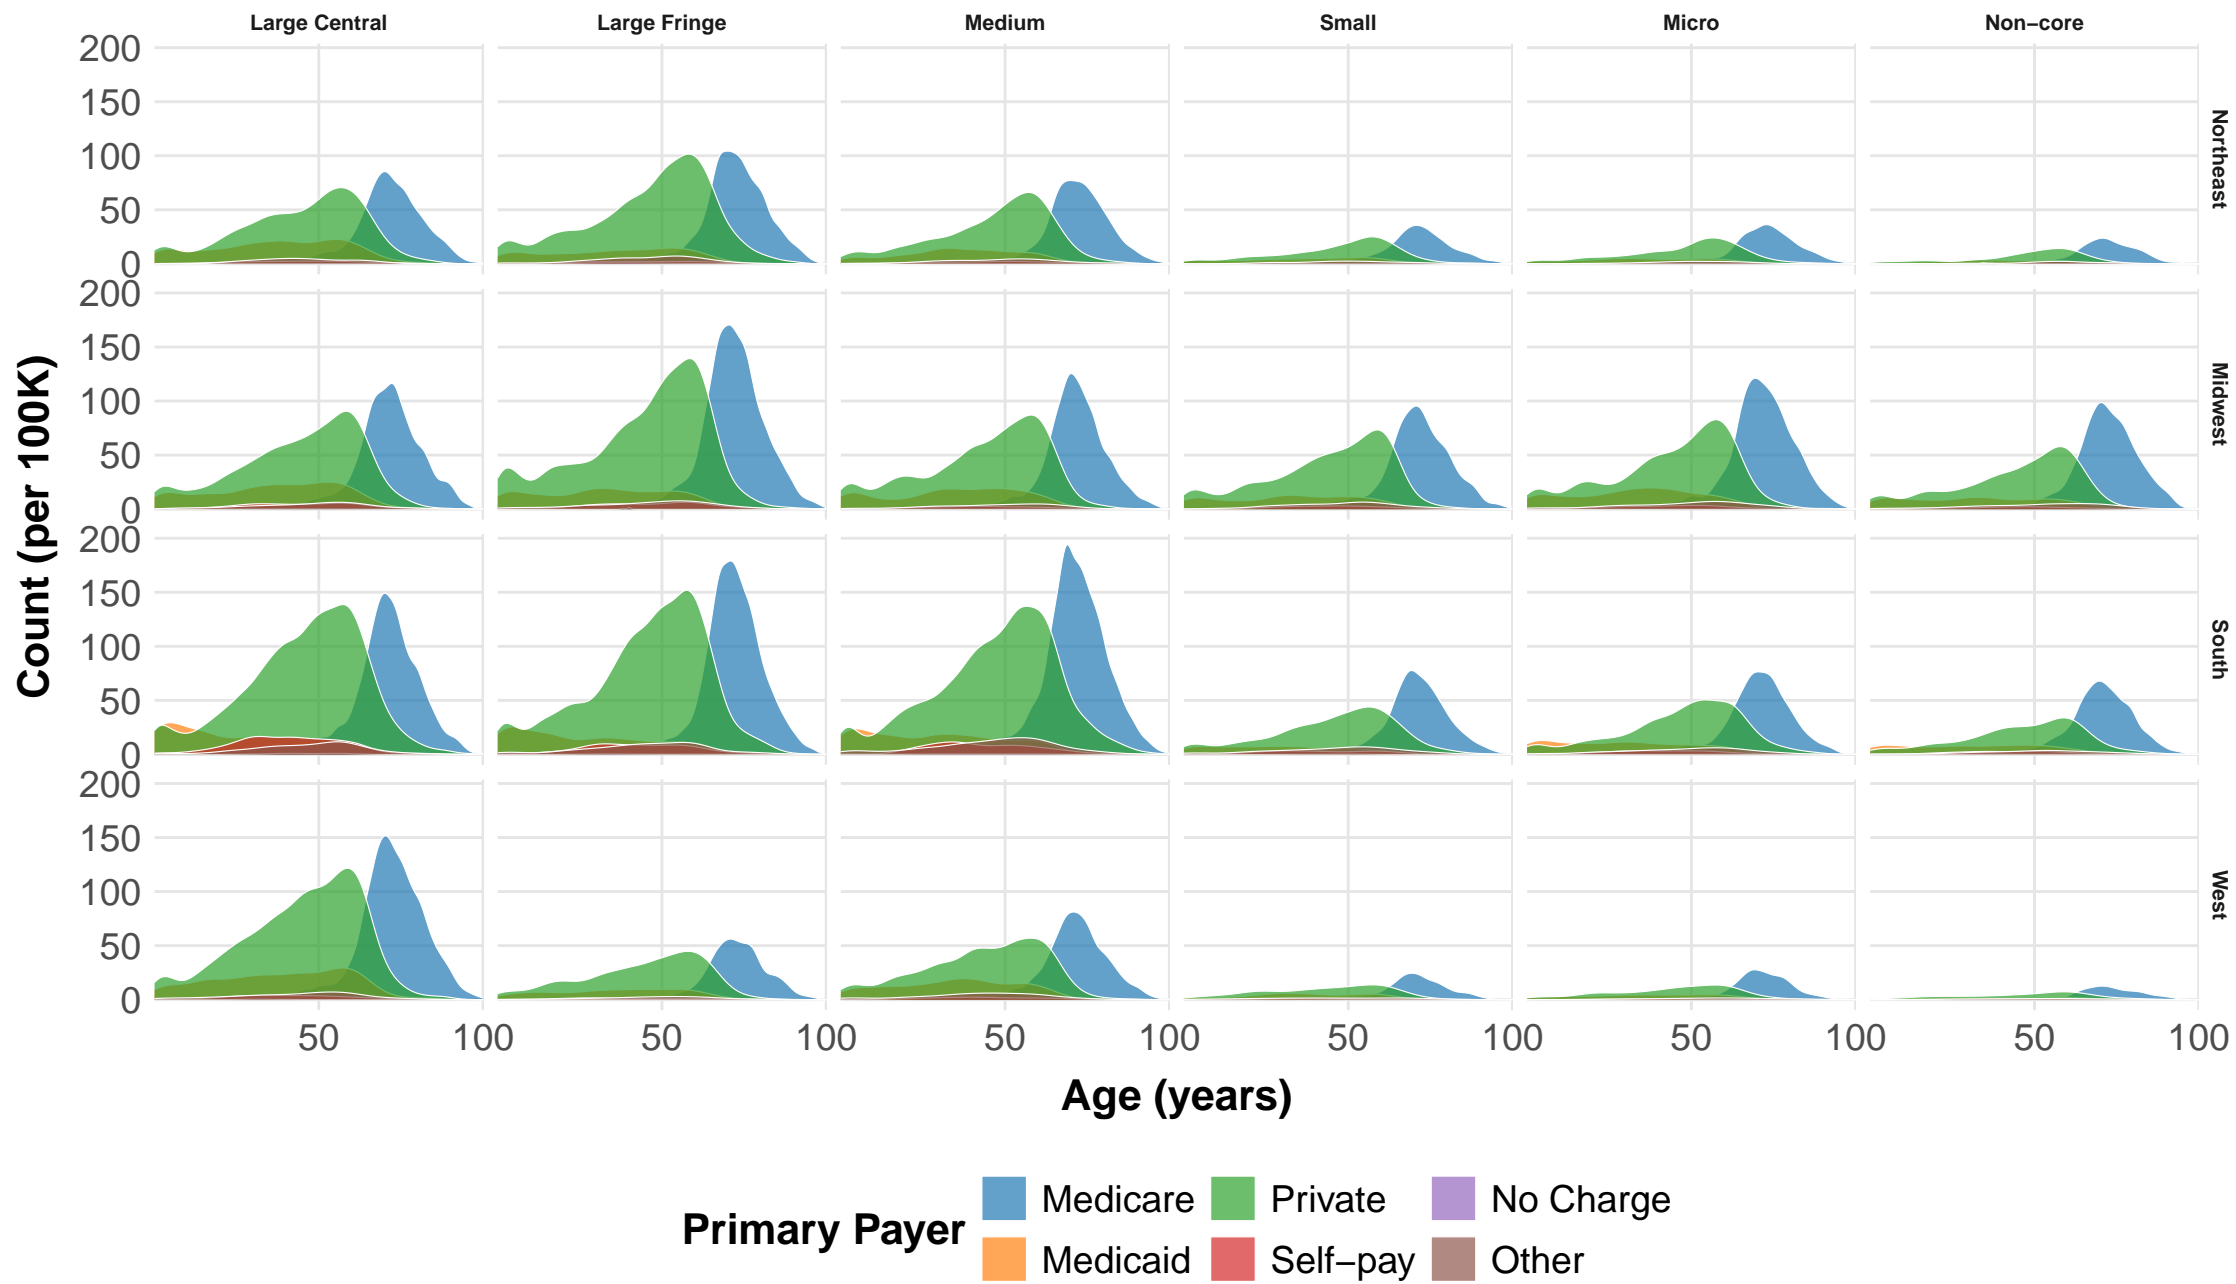 Large Central Large Fringe Medium Small Micro Non−core
200
150
100
50
0
Northeast
200
150
100
50
0
Midwest
200
150
100
50
0
South
200
150
100
50
0
West
Count (per 100K)
50 100 50 100 50 100 50 100 50 100 50 100
Age (years)
Primary Payer
Medicare Private No Charge
Medicaid Self−pay Other